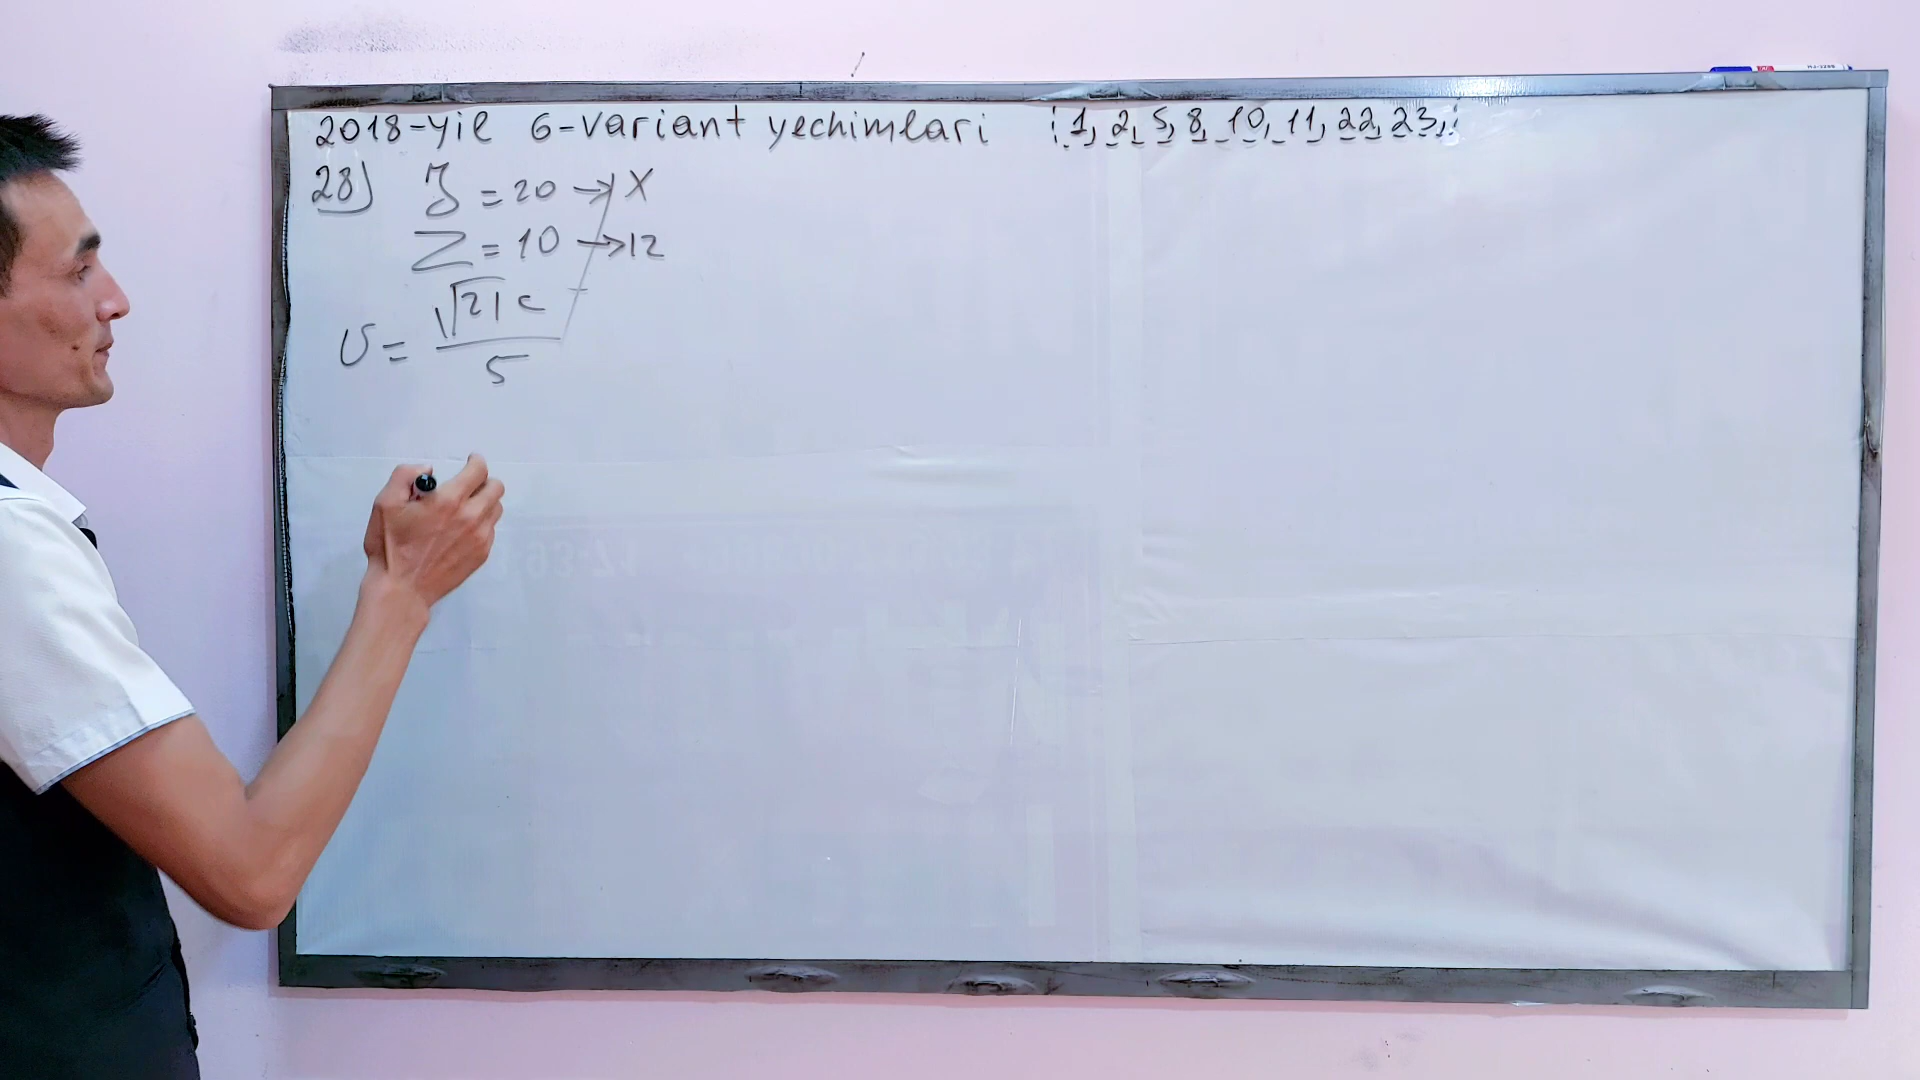 2018-yil 6-variant yechimlari ¦ 1, 2, 5, 8, 10, 11, 22, 23, ¦
28) Z = 20 → X
Z = 10 → 12
v = √21 c / 5